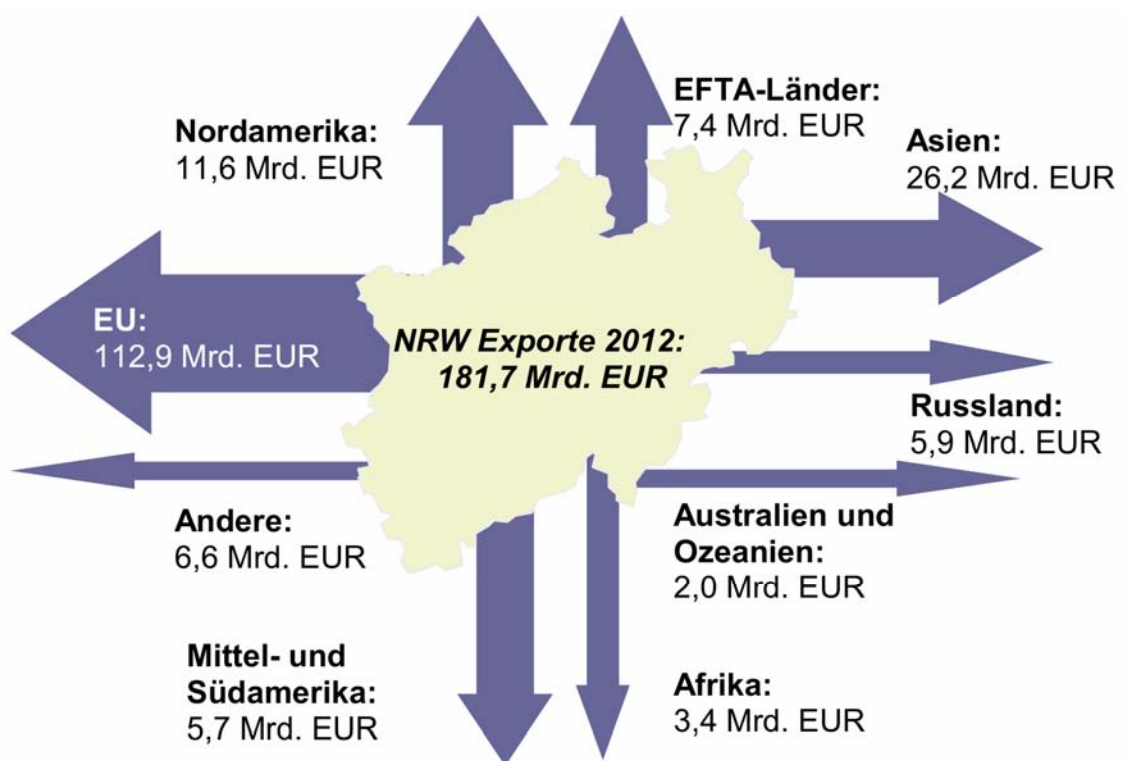 Nordamerika:
11,6 Mrd. EUR
EFTA-Länder:
7,4 Mrd. EUR
Asien:
26,2 Mrd. EUR
EU:
112,9 Mrd. EUR
NRW Exporte 2012:
181,7 Mrd. EUR
Russland:
5,9 Mrd. EUR
Andere:
6,6 Mrd. EUR
Australien und
Ozeanien:
2,0 Mrd. EUR
Mittel- und
Südamerika:
5,7 Mrd. EUR
Afrika:
3,4 Mrd. EUR